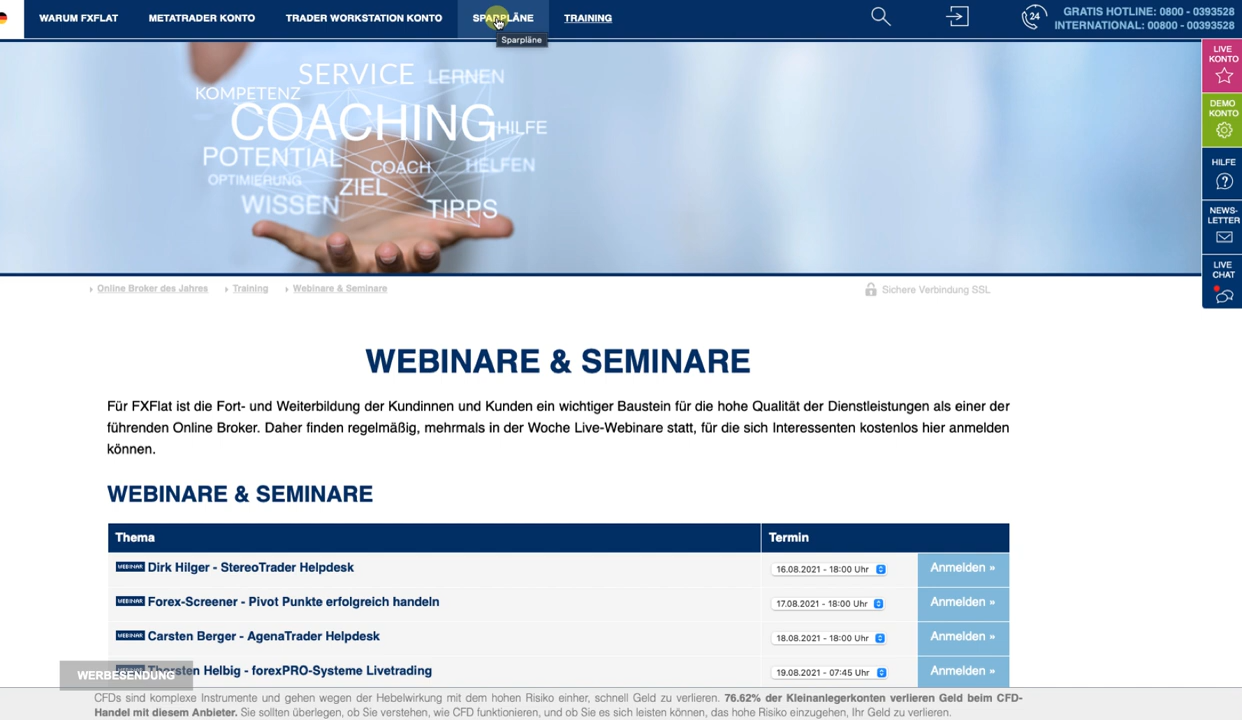 WARUM FXFLAT METATRADER KONTO TRADER WORKSTATION KONTO SPARPLÄNE TRAINING
GRATIS HOTLINE: 0800 - 0393528
INTERNATIONAL: 00800 - 00393528
24
Sparpläne
LIVE
KONTO
DEMO
KONTO
HILFE
NEWS-
LETTER
LIVE
CHAT
SERVICE LERNEN
KOMPETENZ
COACHING HILFE
POTENTIAL COACH HELFEN
OPTIMIERUNG ZIEL
WISSEN TIPPS
Online Broker des Jahres Training Webinare & Seminare Sichere Verbindung SSL
WEBINARE & SEMINARE
Für FXFlat ist die Fort- und Weiterbildung der Kundinnen und Kunden ein wichtiger Baustein für die hohe Qualität der Dienstleistungen als einer der
führenden Online Broker. Daher finden regelmäßig, mehrmals in der Woche Live-Webinare statt, für die sich Interessenten kostenlos hier anmelden
können.
WEBINARE & SEMINARE
Thema Termin
WEBINAR Dirk Hilger - StereoTrader Helpdesk 16.08.2021 - 18:00 Uhr Anmelden »
WEBINAR Forex-Screener - Pivot Punkte erfolgreich handeln 17.08.2021 - 18:00 Uhr Anmelden »
WEBINAR Carsten Berger - AgenaTrader Helpdesk 18.08.2021 - 18:00 Uhr Anmelden »
WEBINAR Thorsten Helbig - forexPRO-Systeme Livetrading 19.08.2021 - 07:45 Uhr Anmelden »
WERBESENDUNG
CFDs sind komplexe Instrumente und gehen wegen der Hebelwirkung mit dem hohen Risiko einher, schnell Geld zu verlieren. 76.62% der Kleinanlegerkonten verlieren Geld beim CFD-
Handel mit diesem Anbieter. Sie sollten überlegen, ob Sie verstehen, wie CFD funktionieren, und ob Sie es sich leisten können, das hohe Risiko einzugehen, Ihr Geld zu verlieren.